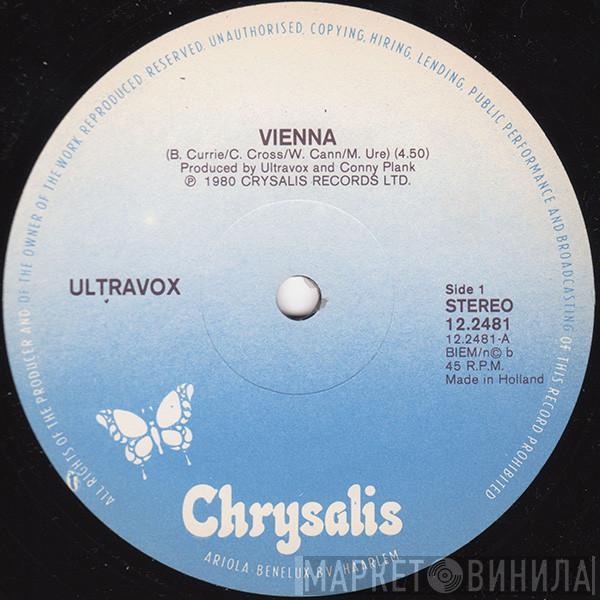 ALL RIGHTS OF THE PRODUCER AND OF THE OWNER OF THE WORK REPRODUCED RESERVED. UNAUTHORISED, COPYING, HIRING, LENDING, PUBLIC PERFORMANCE AND BROADCASTING OF THIS RECORD PROHIBITED
VIENNA
(B. Currie/C. Cross/W. Cann/M. Ure) (4.50)
Produced by Ultravox and Conny Plank
℗ 1980 CRYSALIS RECORDS LTD.
ULTRAVOX
Side 1
STEREO
12.2481
12.2481-A
BIEM/n© b
45 R.P.M.
Made in Holland
Chrysalis
ARIOLA BENELUX B.V. HAARLEM
МАРКЕТ ВИНИЛА